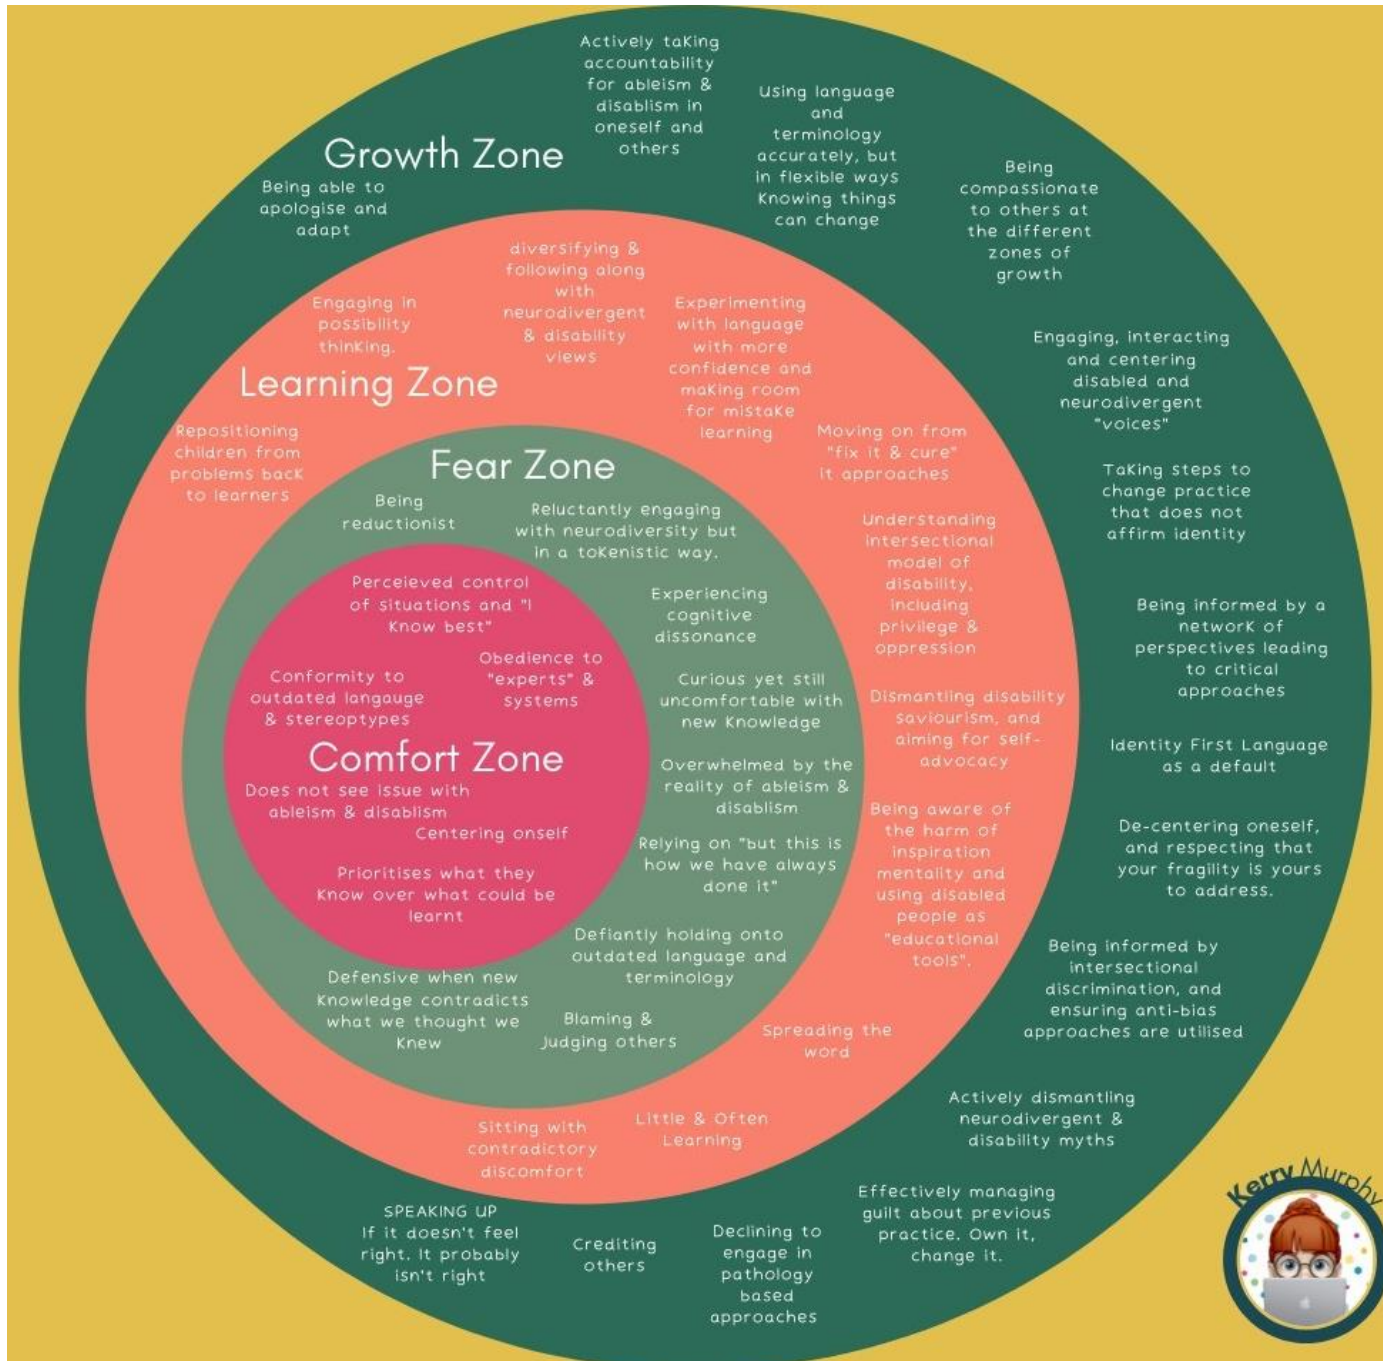 Growth Zone
Being able to
apologise and
adapt
Actively taking
accountability
for ableism &
disablism in
oneself and
others
Using language
and
terminology
accurately, but
in flexible ways
Knowing things
can change
Being
compassionate
to others at
the different
zones of
growth
Engaging, interacting
and centering
disabled and
neurodivergent
"voices"
Taking steps to
change practice
that does not
affirm identity
Being informed by a
network of
perspectives leading
to critical
approaches
Identity First Language
as a default
De-centering oneself,
and respecting that
your fragility is yours
to address.
Being informed by
intersectional
discrimination, and
ensuring anti-bias
approaches are utilised
Actively dismantling
neurodivergent &
disability myths
Effectively managing
guilt about previous
practice. Own it,
change it.
Declining to
engage in
pathology
based
approaches
Crediting
others
SPEAKING UP
If it doesn't feel
right. It probably
isn't right
Learning Zone
Repositioning
children from
problems back
to learners
Engaging in
possibility
thinking.
diversifying &
following along
with
neurodivergent
& disability
views
Experimenting
with language
with more
confidence and
making room
for mistake
learning
Moving on from
"fix it & cure"
it approaches
Understanding
intersectional
model of
disability,
including
privilege &
oppression
Dismantling disability
saviourism, and
aiming for self-
advocacy
Being aware of
the harm of
inspiration
mentality and
using disabled
people as
"educational
tools".
Spreading the
word
Little & Often
Learning
Sitting with
contradictory
discomfort
Fear Zone
Being
reductionist
Reluctantly engaging
with neurodiversity but
in a tokenistic way.
Experiencing
cognitive
dissonance
Curious yet still
uncomfortable with
new knowledge
Overwhelmed by the
reality of ableism &
disablism
Relying on "but this is
how we have always
done it"
Defiantly holding onto
outdated language and
terminology
Blaming &
Judging others
Defensive when new
Knowledge contradicts
what we thought we
Knew
Comfort Zone
Perceieved control
of situations and "I
Know best"
Obedience to
"experts" &
systems
Conformity to
outdated langauge
& stereoptypes
Does not see issue with
ableism & disablism
Centering onself
Prioritises what they
Know over what could be
learnt
Kerry Murphy